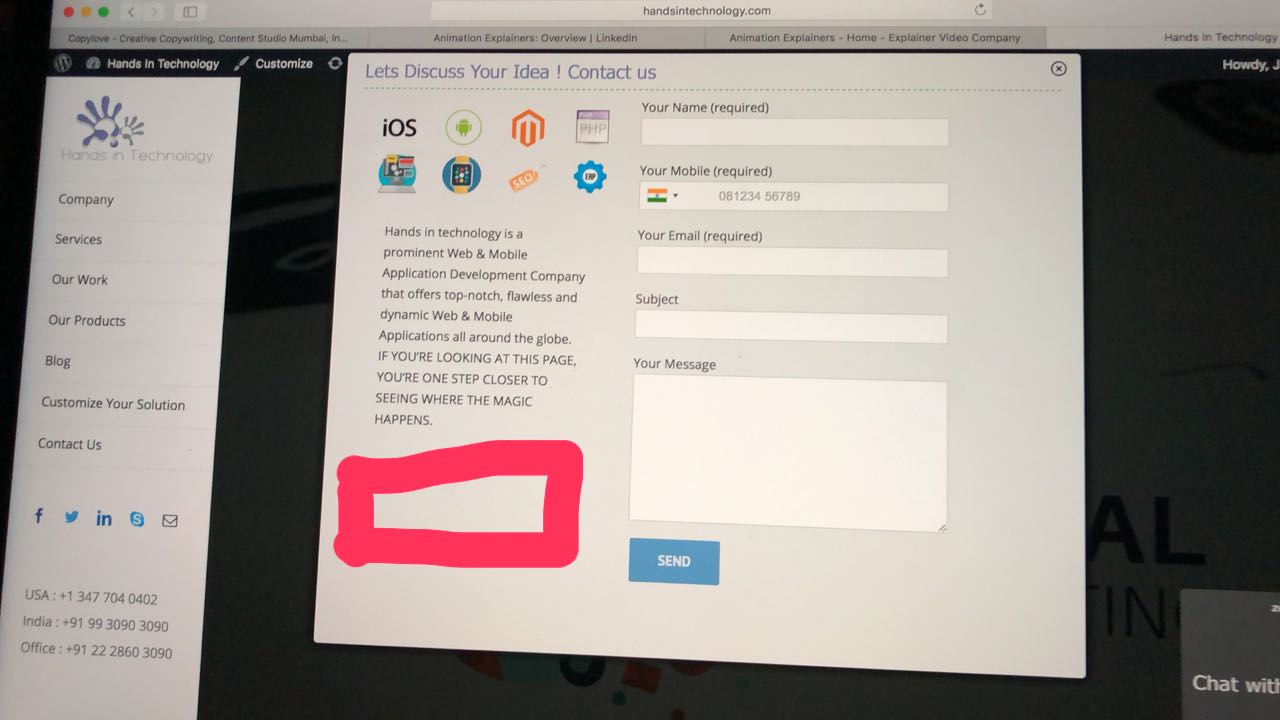 handsintechnology.com
Copylove - Creative Copywriting, Content Studio Mumbai, In...
Animation Explainers: Overview | LinkedIn
Animation Explainers - Home - Explainer Video Company
Hands In Technology
Hands In Technology
Customize
Howdy, J
Hands in Technology
Company
Services
Our Work
Our Products
Blog
Customize Your Solution
Contact Us
f
in
S
USA : +1 347 704 0402
India : +91 99 3090 3090
Office : +91 22 2860 3090
Lets Discuss Your Idea ! Contact us
iOS
PHP
PHP
SEO
ERP
Hands in technology is a
prominent Web & Mobile
Application Development Company
that offers top-notch, flawless and
dynamic Web & Mobile
Applications all around the globe.
IF YOU'RE LOOKING AT THIS PAGE,
YOU'RE ONE STEP CLOSER TO
SEEING WHERE THE MAGIC
HAPPENS.
Your Name (required)
Your Mobile (required)
081234 56789
Your Email (required)
Subject
Your Message
SEND
AL
TIN
Chat with